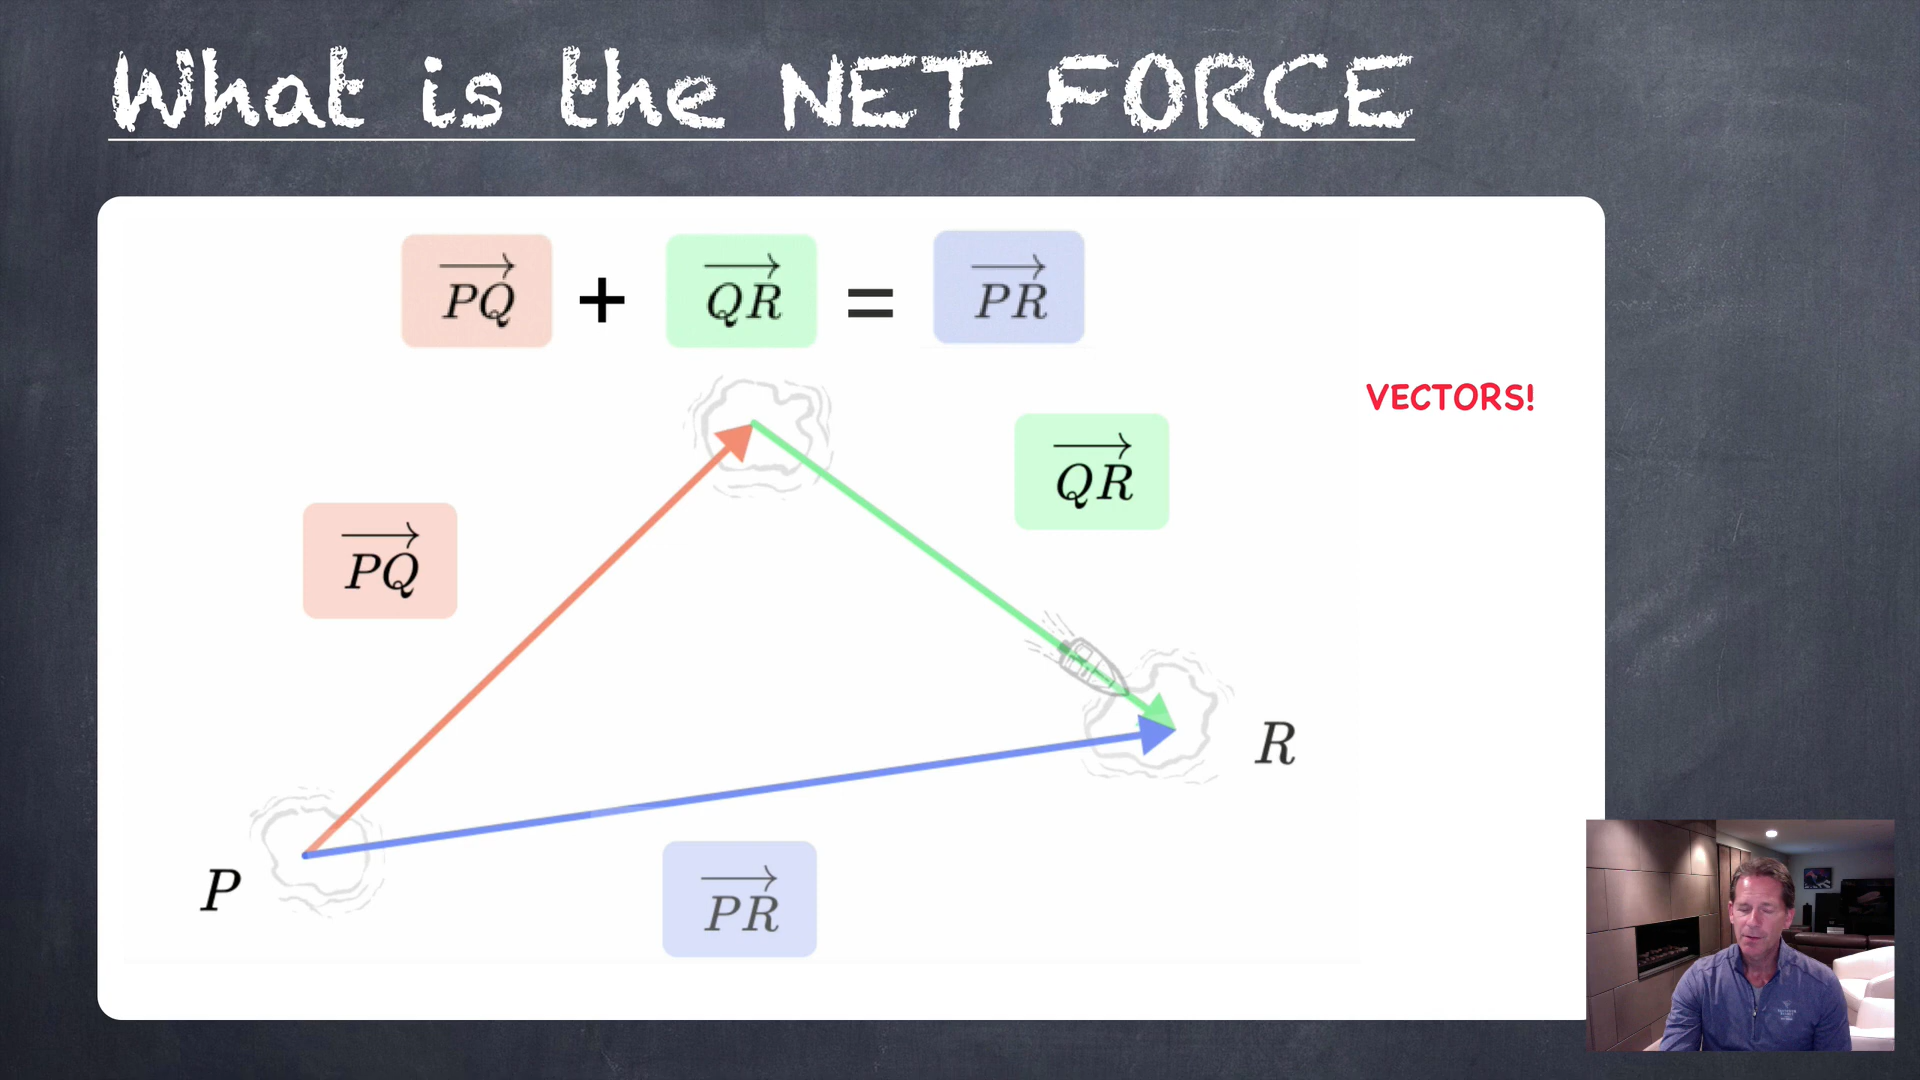 What is the NET FORCE
PQ + QR = PR
VECTORS!
QR
PQ
R
P
PR